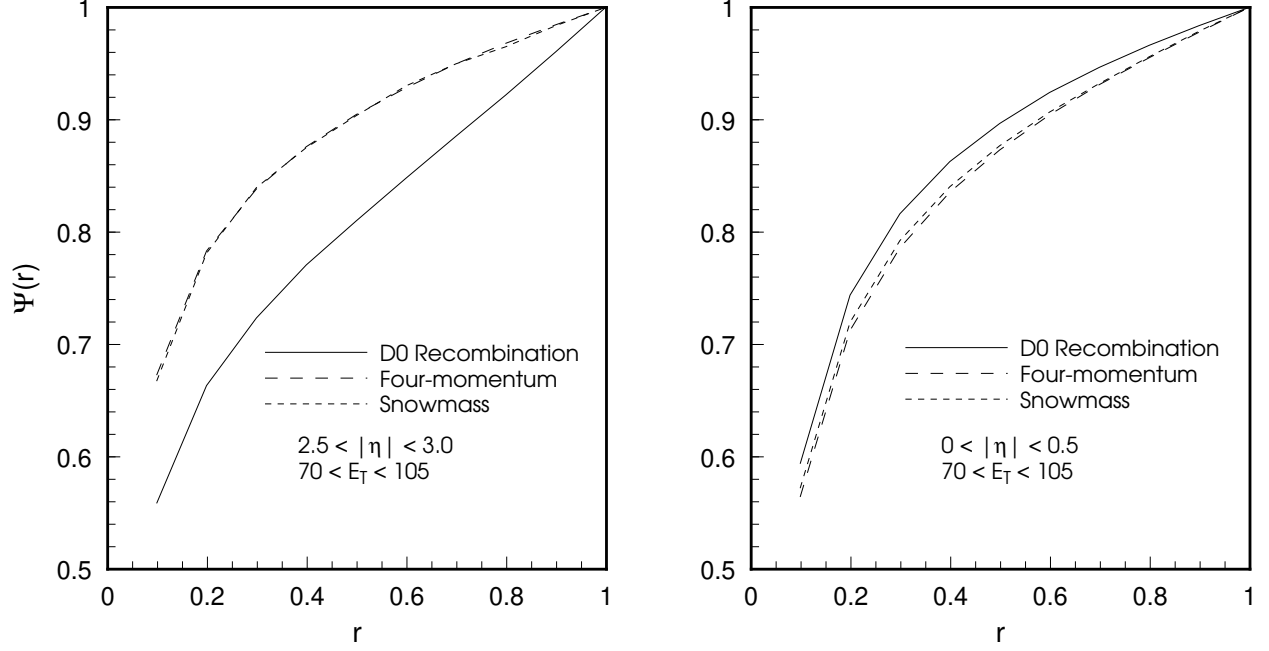 1
0.9
0.8
0.7
0.6
0.5
Ψ(r)
D0 Recombination
Four-momentum
Snowmass
2.5 < |η| < 3.0
70 < E_T < 105
0 0.2 0.4 0.6 0.8 1
r
1
0.9
0.8
0.7
0.6
0.5
D0 Recombination
Four-momentum
Snowmass
0 < |η| < 0.5
70 < E_T < 105
0 0.2 0.4 0.6 0.8 1
r